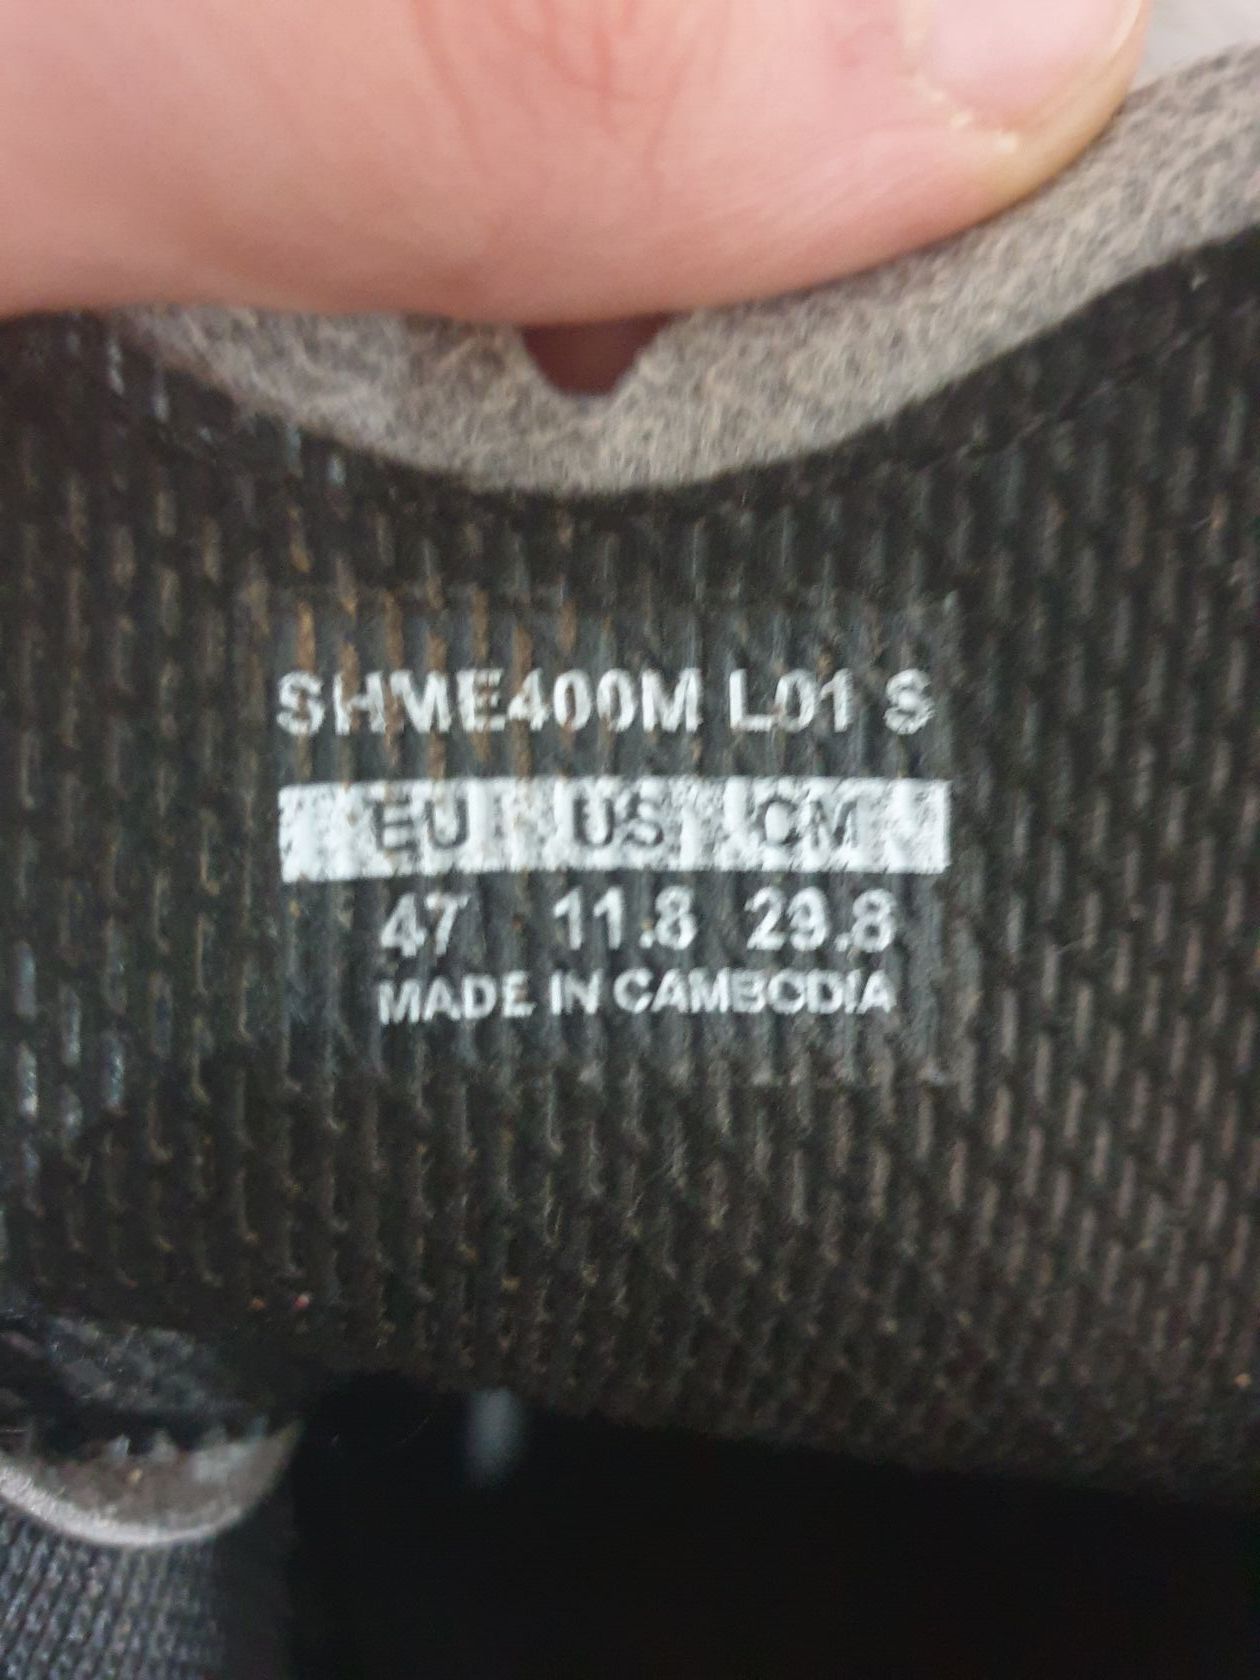 SHME400M L01 S
EU US CM
47 11.8 29.8
MADE IN CAMBODIA